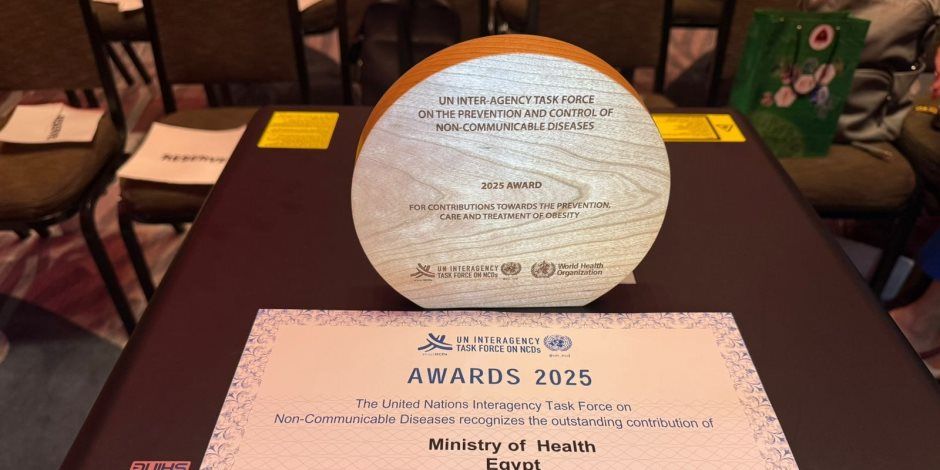 UN INTER-AGENCY TASK FORCE
ON THE PREVENTION AND CONTROL OF
NON-COMMUNICABLE DISEASES
2025 AWARD
FOR CONTRIBUTIONS TOWARDS THE PREVENTION,
CARE AND TREATMENT OF OBESITY
UN INTERAGENCY
TASK FORCE ON NCDs
World Health
Organization
UN INTERAGENCY
TASK FORCE ON NCDs
AWARDS 2025
The United Nations Interagency Task Force on
Non-Communicable Diseases recognizes the outstanding contribution of
Ministry of Health
Egypt